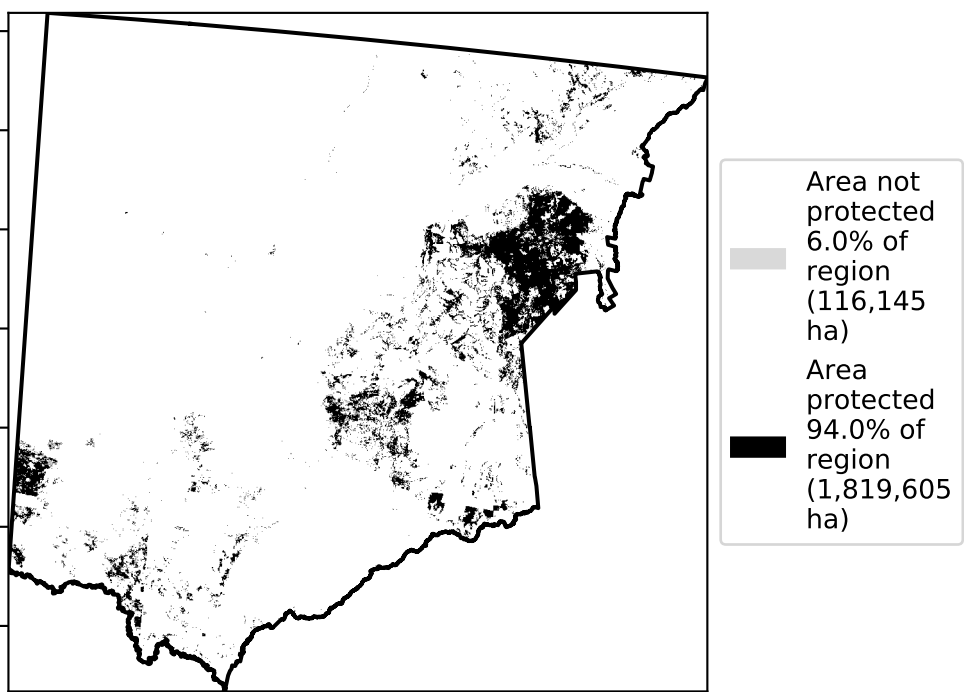 Area not
protected
6.0% of
region
(116,145
ha)
Area
protected
94.0% of
region
(1,819,605
ha)